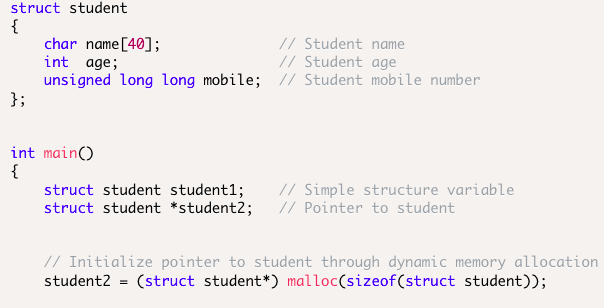 struct student
{
    char name[40];              // Student name
    int  age;                   // Student age
    unsigned long long mobile;  // Student mobile number
};
int main()
{
    struct student student1;    // Simple structure variable
    struct student *student2;   // Pointer to student
    // Initialize pointer to student through dynamic memory allocation
    student2 = (struct student*) malloc(sizeof(struct student));